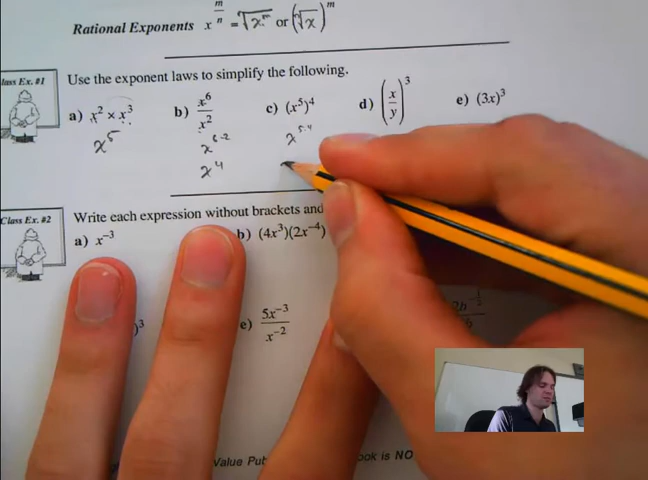 Rational Exponents x^(m/n) = ⁿ√x^m or (ⁿ√x)^m
Class Ex. #1
Use the exponent laws to simplify the following.
a) x² × x³ b) x⁶/x² c) (x⁵)⁴ d) (x/y)³ e) (3x)³
x⁵ x⁶⁻² x⁵·⁴
x⁴
Class Ex. #2
Write each expression without brackets and
a) x⁻³ b) (4x³)(2x⁻⁴)
)³ e) 5x⁻³/x⁻²
Value Pub ook is NO